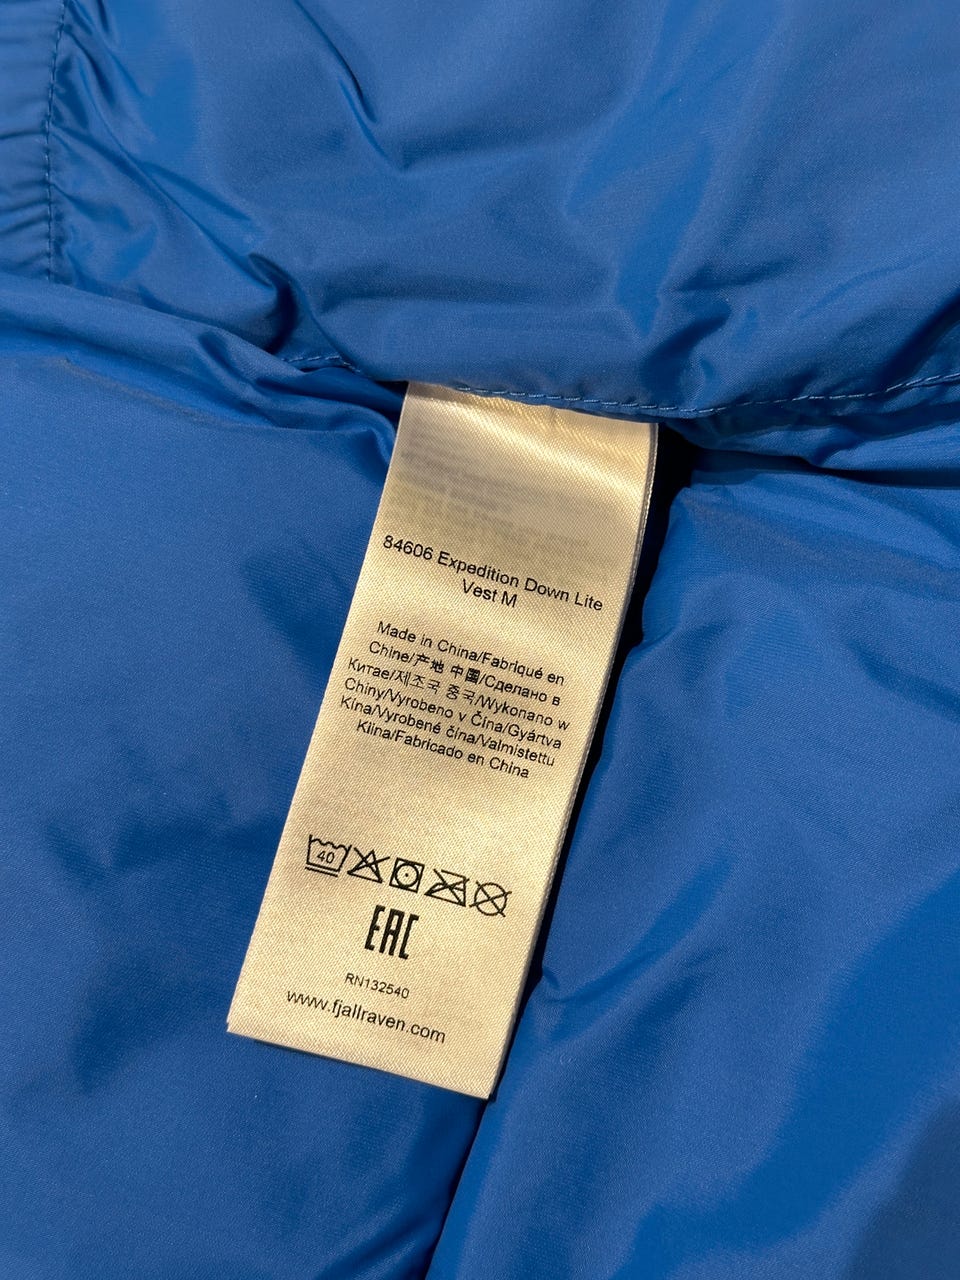 84606 Expedition Down Lite
Vest M
Made in China/Fabriqué en
Chine/产地 中国/Сделано в
Китае/제조국 중국/Wykonano w
Chiny/Vyrobeno v Čína/Gyártva
Kína/Vyrobené čína/Valmistettu
Kiina/Fabricado en China
40
EAC
RN132540
www.fjallraven.com